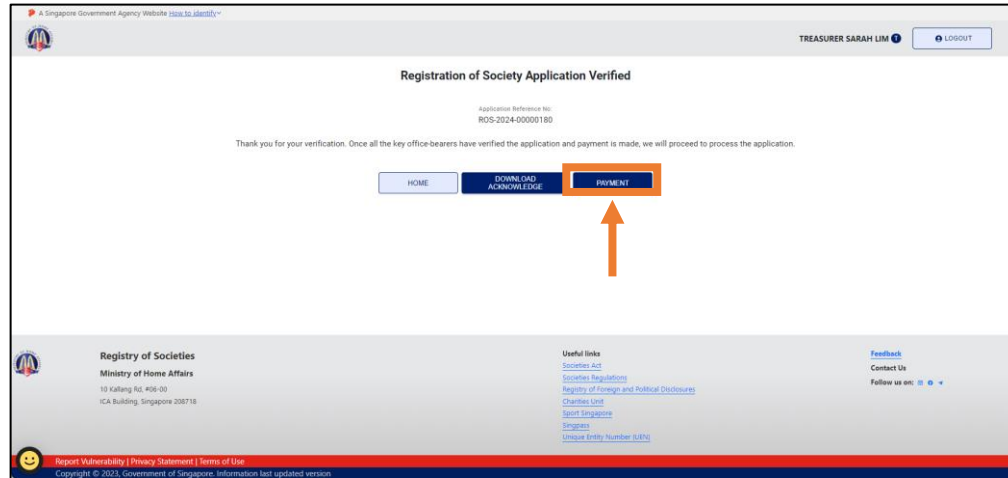 A Singapore Government Agency Website How to identify
TREASURER SARAH LIM T
LOGOUT
Registration of Society Application Verified
Application Reference No:
ROS-2024-00000180
Thank you for your verification. Once all the key office-bearers have verified the application and payment is made, we will proceed to process the application.
HOME
DOWNLOAD
ACKNOWLEDGE
PAYMENT
Registry of Societies
Ministry of Home Affairs
10 Kallang Rd, #06-00
ICA Building, Singapore 208718
Useful links
Societies Act
Societies Regulations
Registry of Foreign and Political Disclosures
Charities Unit
Sport Singapore
Singpass
Unique Entity Number (UEN)
Feedback
Contact Us
Follow us on:
Report Vulnerability | Privacy Statement | Terms of Use
Copyright © 2023, Government of Singapore. Information last updated version